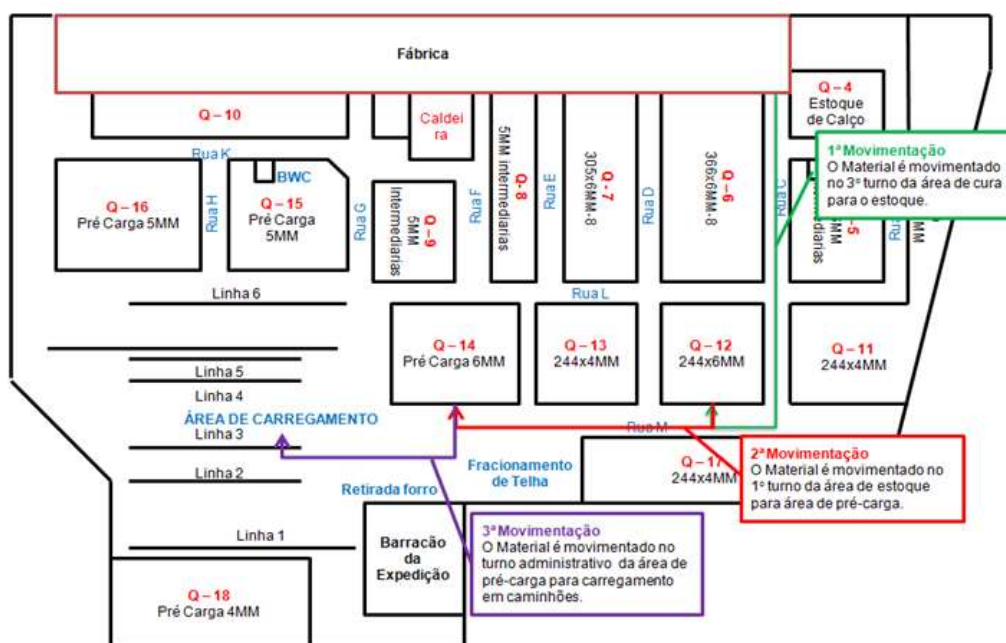 Fábrica
Q – 10
Caldei
ra
Q – 4
Estoque
de Calço
5MM intermediarias
Q-8
305x6MM-8
Q-7
366x6MM-8
Q-6
1ª Movimentação
O Material é movimentado
no 3º turno da área de cura
para o estoque.
Rua K
BWC
Q – 16
Pré Carga 5MM
Rua H
Q – 15
Pré Carga
5MM
Rua G
Intermediarias
5MM
Q-9
Rua F
Rua E
Rua D
Rua C
-5
Rua
MM
Linha 6
Rua L
Q – 14
Pré Carga 6MM
Q – 13
244x4MM
Q – 12
244x6MM
Q – 11
244x4MM
Linha 5
Linha 4
ÁREA DE CARREGAMENTO
Linha 3
Rua M
Linha 2
Fracionamento
de Telha
Q – 17
244x4MM
2ª Movimentação
O Material é movimentado no
1º turno da área de estoque
para área de pré-carga.
Retirada forro
Linha 1
Barracão
da
Expedição
3ª Movimentação
O Material é movimentado no
turno administrativo da área de
pré-carga para carregamento
em caminhões.
Q – 18
Pré Carga 4MM